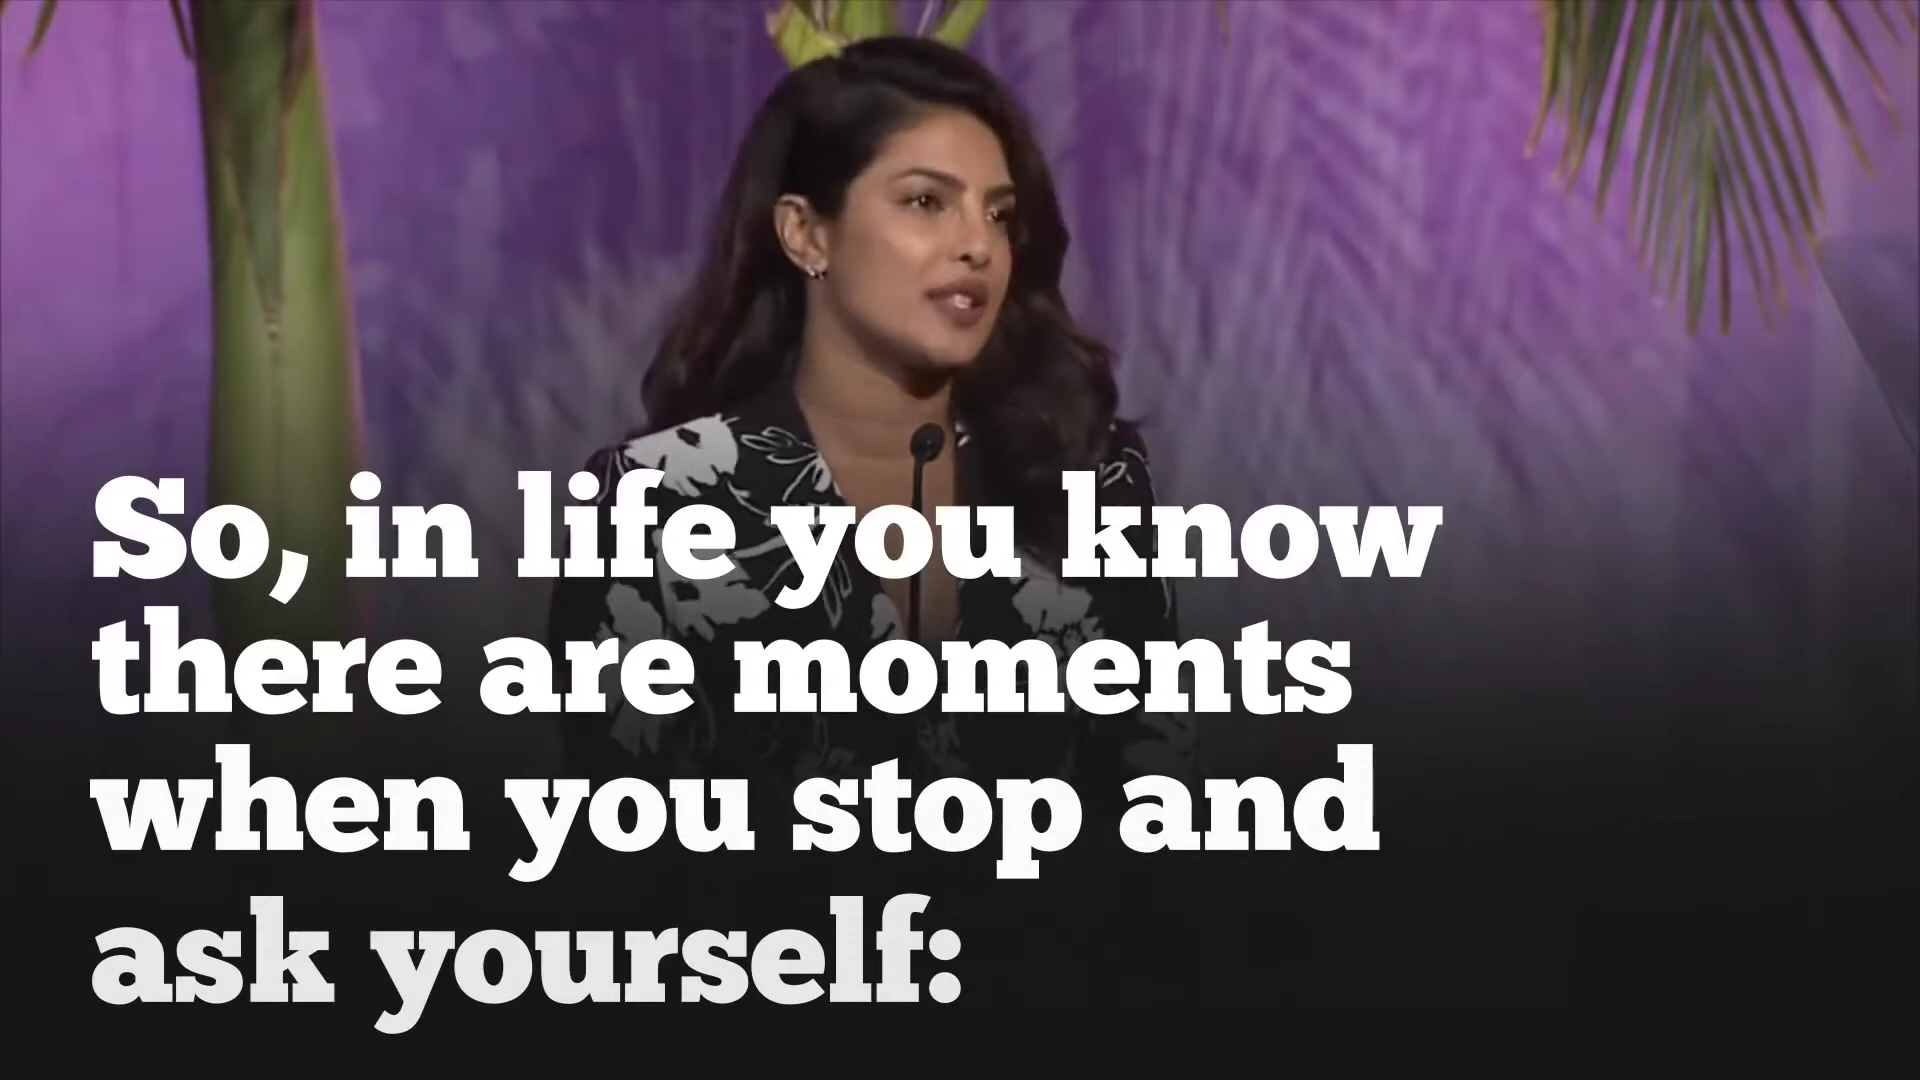 So, in life you know
there are moments
when you stop and
ask yourself: